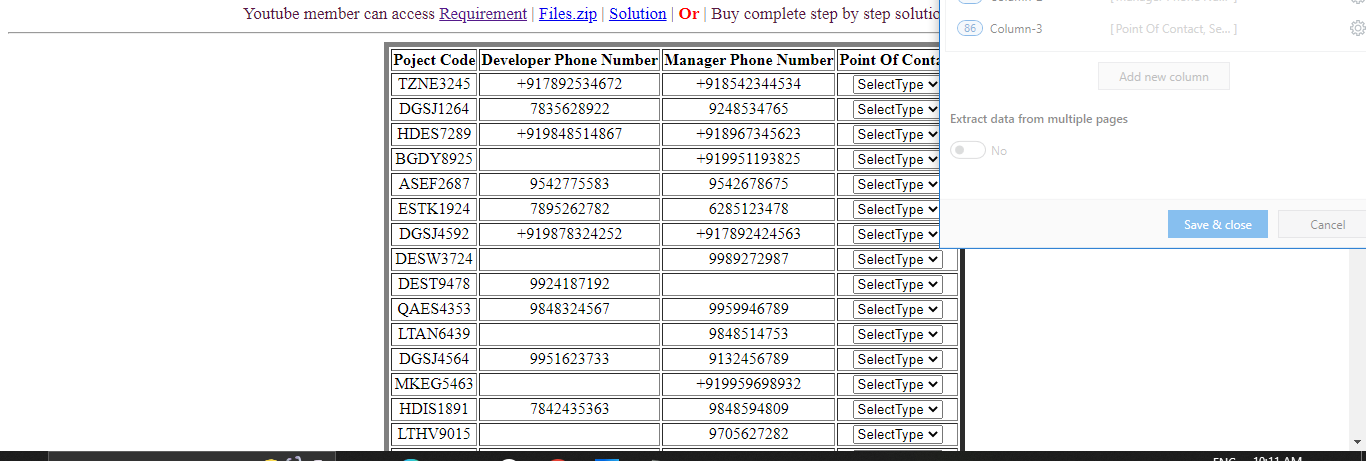 Youtube member can access Requirement | Files.zip | Solution | Or | Buy complete step by step
[Manager Phone
86 Column-3 [Point Of Contact, Se... ]
Add new column
Extract data from multiple pages
No
Save & close Cancel
Poject Code Developer Phone Number Manager Phone Number Point Of
TZNE3245 +917892534672 +918542344534 SelectType
DGSJ1264 7835628922 9248534765 SelectType
HDES7289 +919848514867 +918967345623 SelectType
BGDY8925 +919951193825 SelectType
ASEF2687 9542775583 9542678675 SelectType
ESTK1924 7895262782 6285123478 SelectType
DGSJ4592 +919878324252 +917892424563 SelectType
DESW3724 9989272987 SelectType
DEST9478 9924187192 SelectType
QAES4353 9848324567 9959946789 SelectType
LTAN6439 9848514753 SelectType
DGSJ4564 9951623733 9132456789 SelectType
MKEG5463 +919959698932 SelectType
HDIS1891 7842435363 9848594809 SelectType
LTHV9015 9705627282 SelectType
ENG 10:11 AM